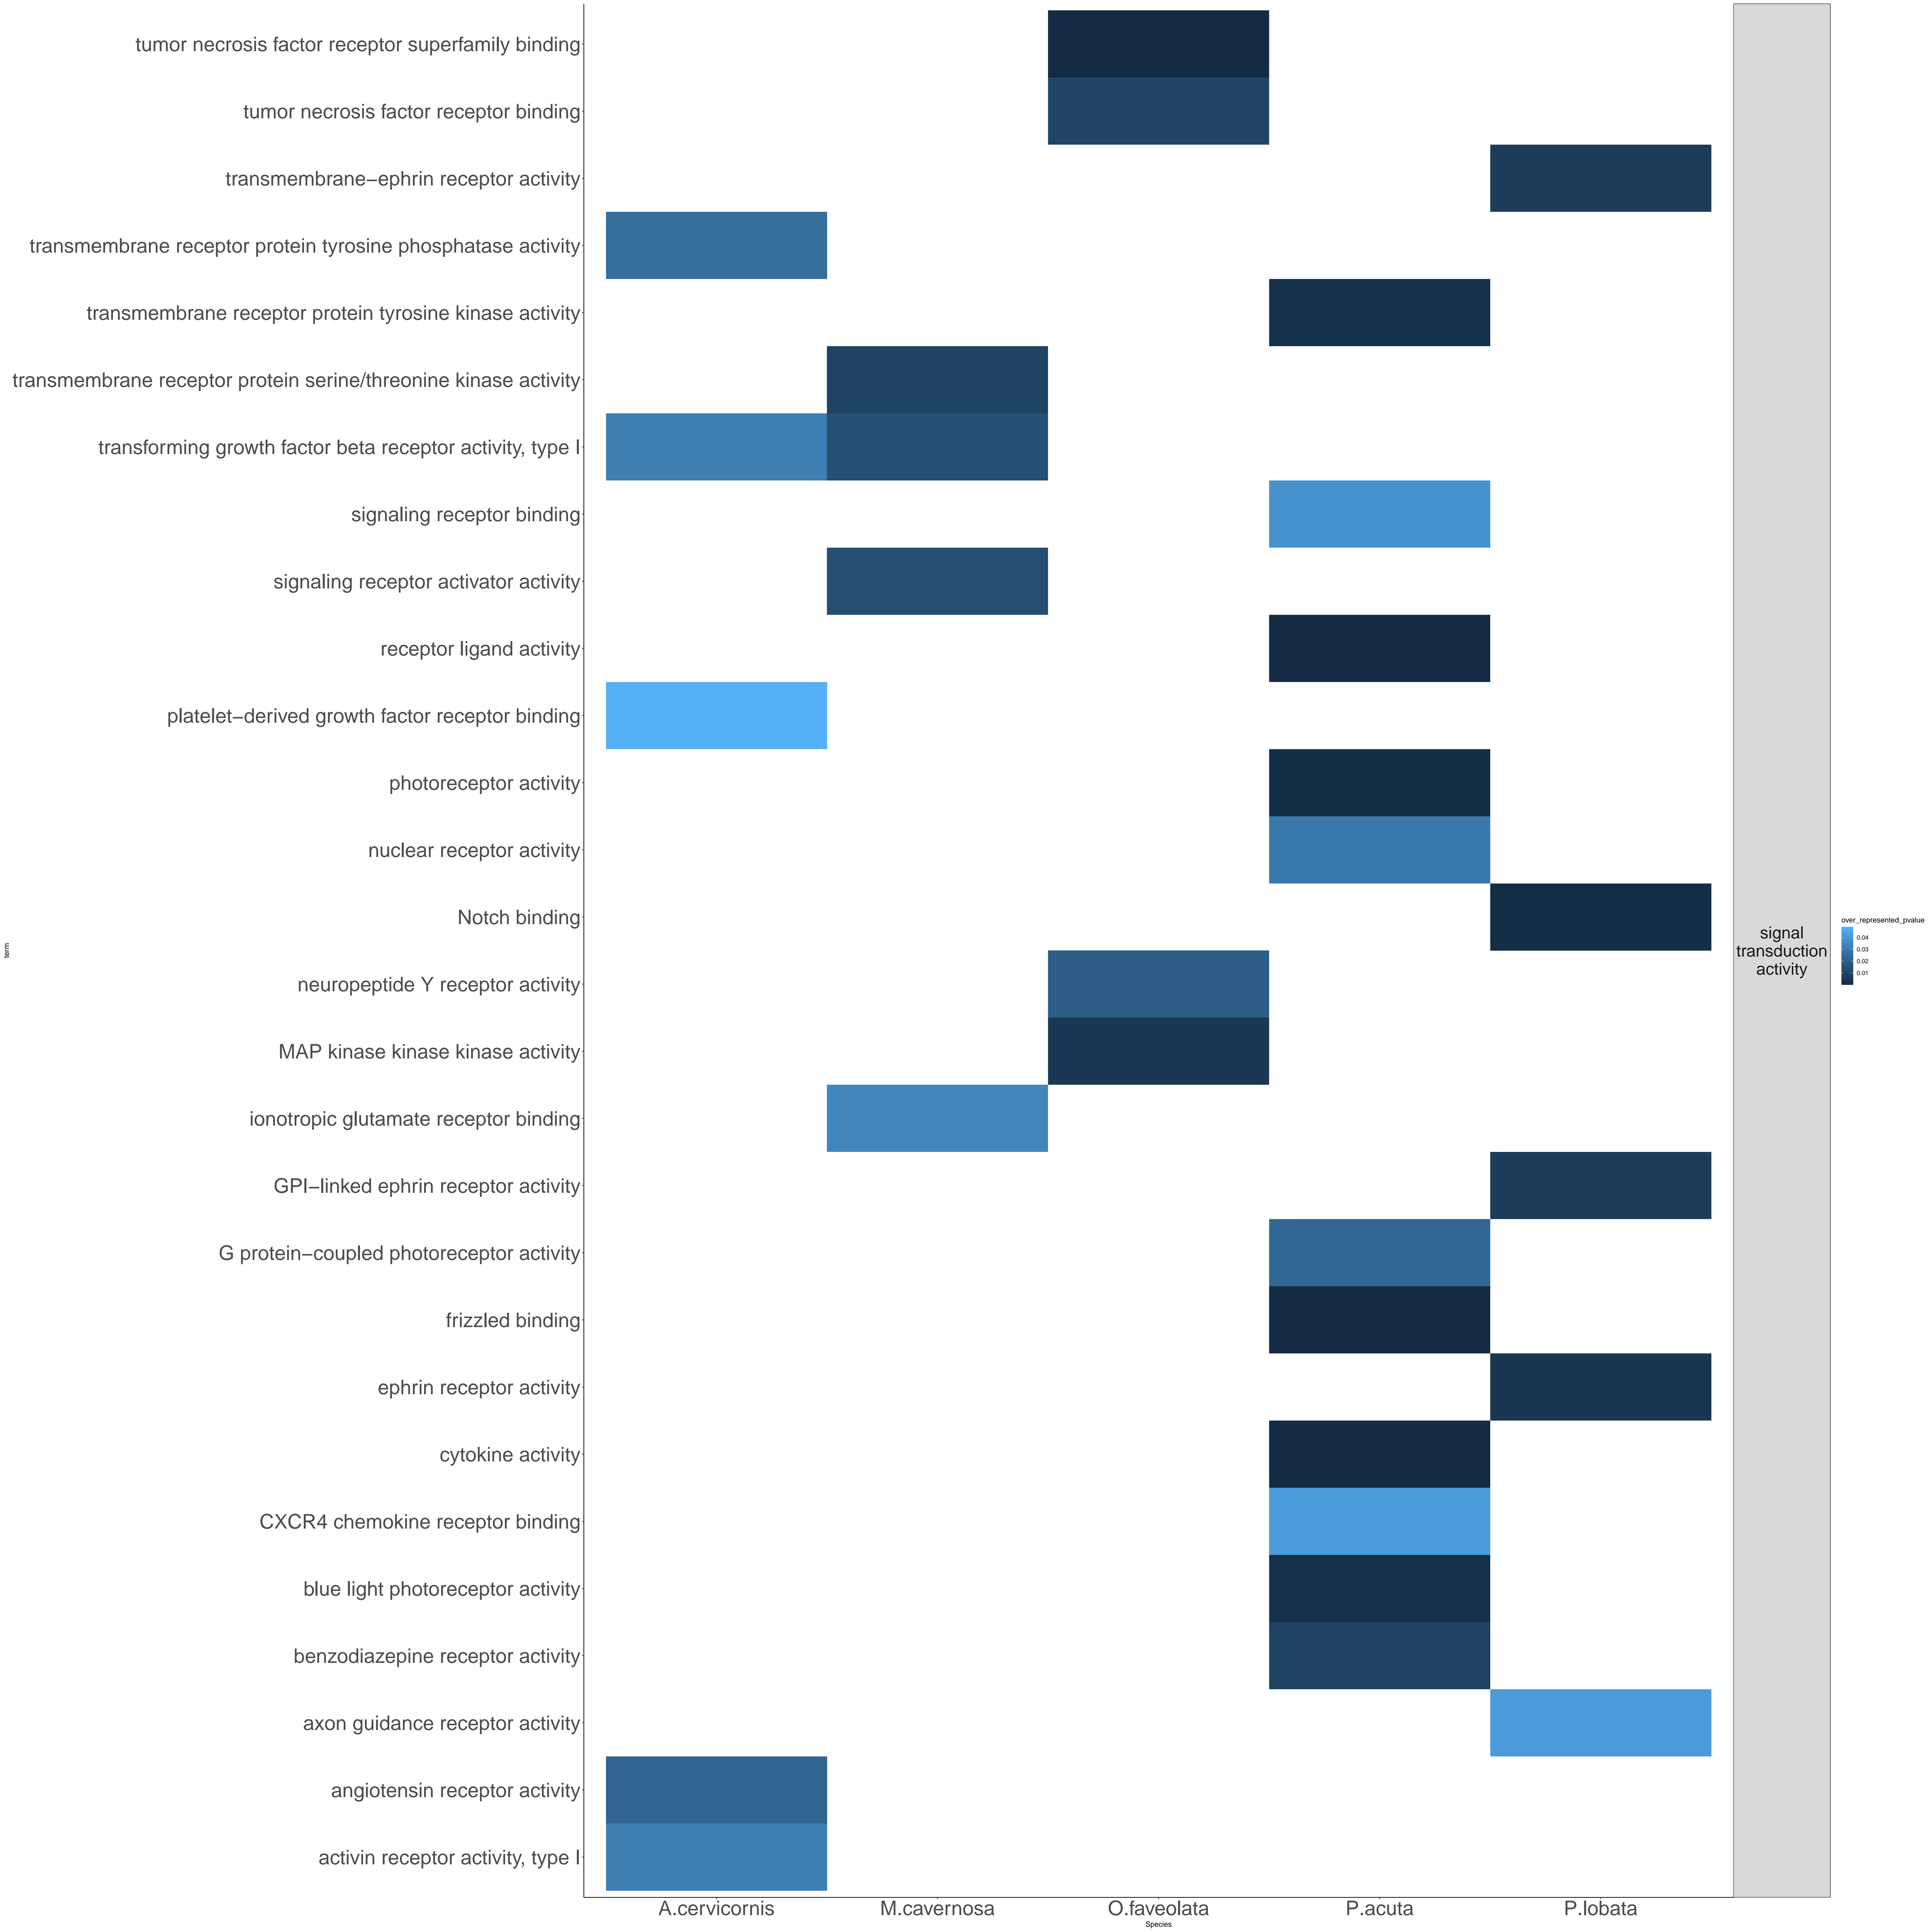 tumor necrosis factor receptor superfamily binding
tumor necrosis factor receptor binding
transmembrane−ephrin receptor activity
transmembrane receptor protein tyrosine phosphatase activity
transmembrane receptor protein tyrosine kinase activity
transmembrane receptor protein serine/threonine kinase activity
transforming growth factor beta receptor activity, type I
signaling receptor binding
signaling receptor activator activity
receptor ligand activity
platelet−derived growth factor receptor binding
photoreceptor activity
nuclear receptor activity
Notch binding
neuropeptide Y receptor activity
MAP kinase kinase kinase activity
ionotropic glutamate receptor binding
GPI−linked ephrin receptor activity
G protein−coupled photoreceptor activity
frizzled binding
ephrin receptor activity
cytokine activity
CXCR4 chemokine receptor binding
blue light photoreceptor activity
benzodiazepine receptor activity
axon guidance receptor activity
angiotensin receptor activity
activin receptor activity, type I
term
A.cervicornis
M.cavernosa
O.faveolata
P.acuta
P.lobata
Species
signal
transduction
activity
over_represented_pvalue
0.04
0.03
0.02
0.01